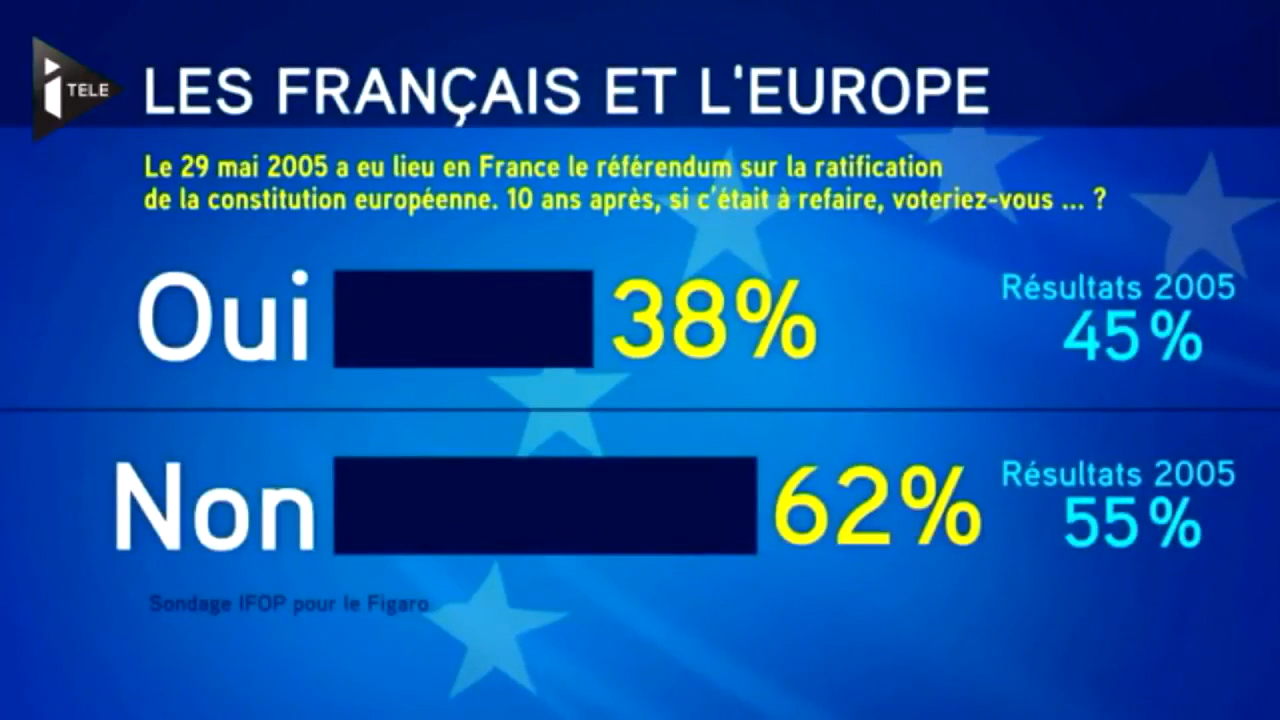 i TELE
LES FRANÇAIS ET L'EUROPE
Le 29 mai 2005 a eu lieu en France le référendum sur la ratification
de la constitution européenne. 10 ans après, si c'était à refaire, voteriez-vous ... ?
Oui 38%
Résultats 2005
45%
Non 62%
Résultats 2005
55%
Sondage IFOP pour le Figaro